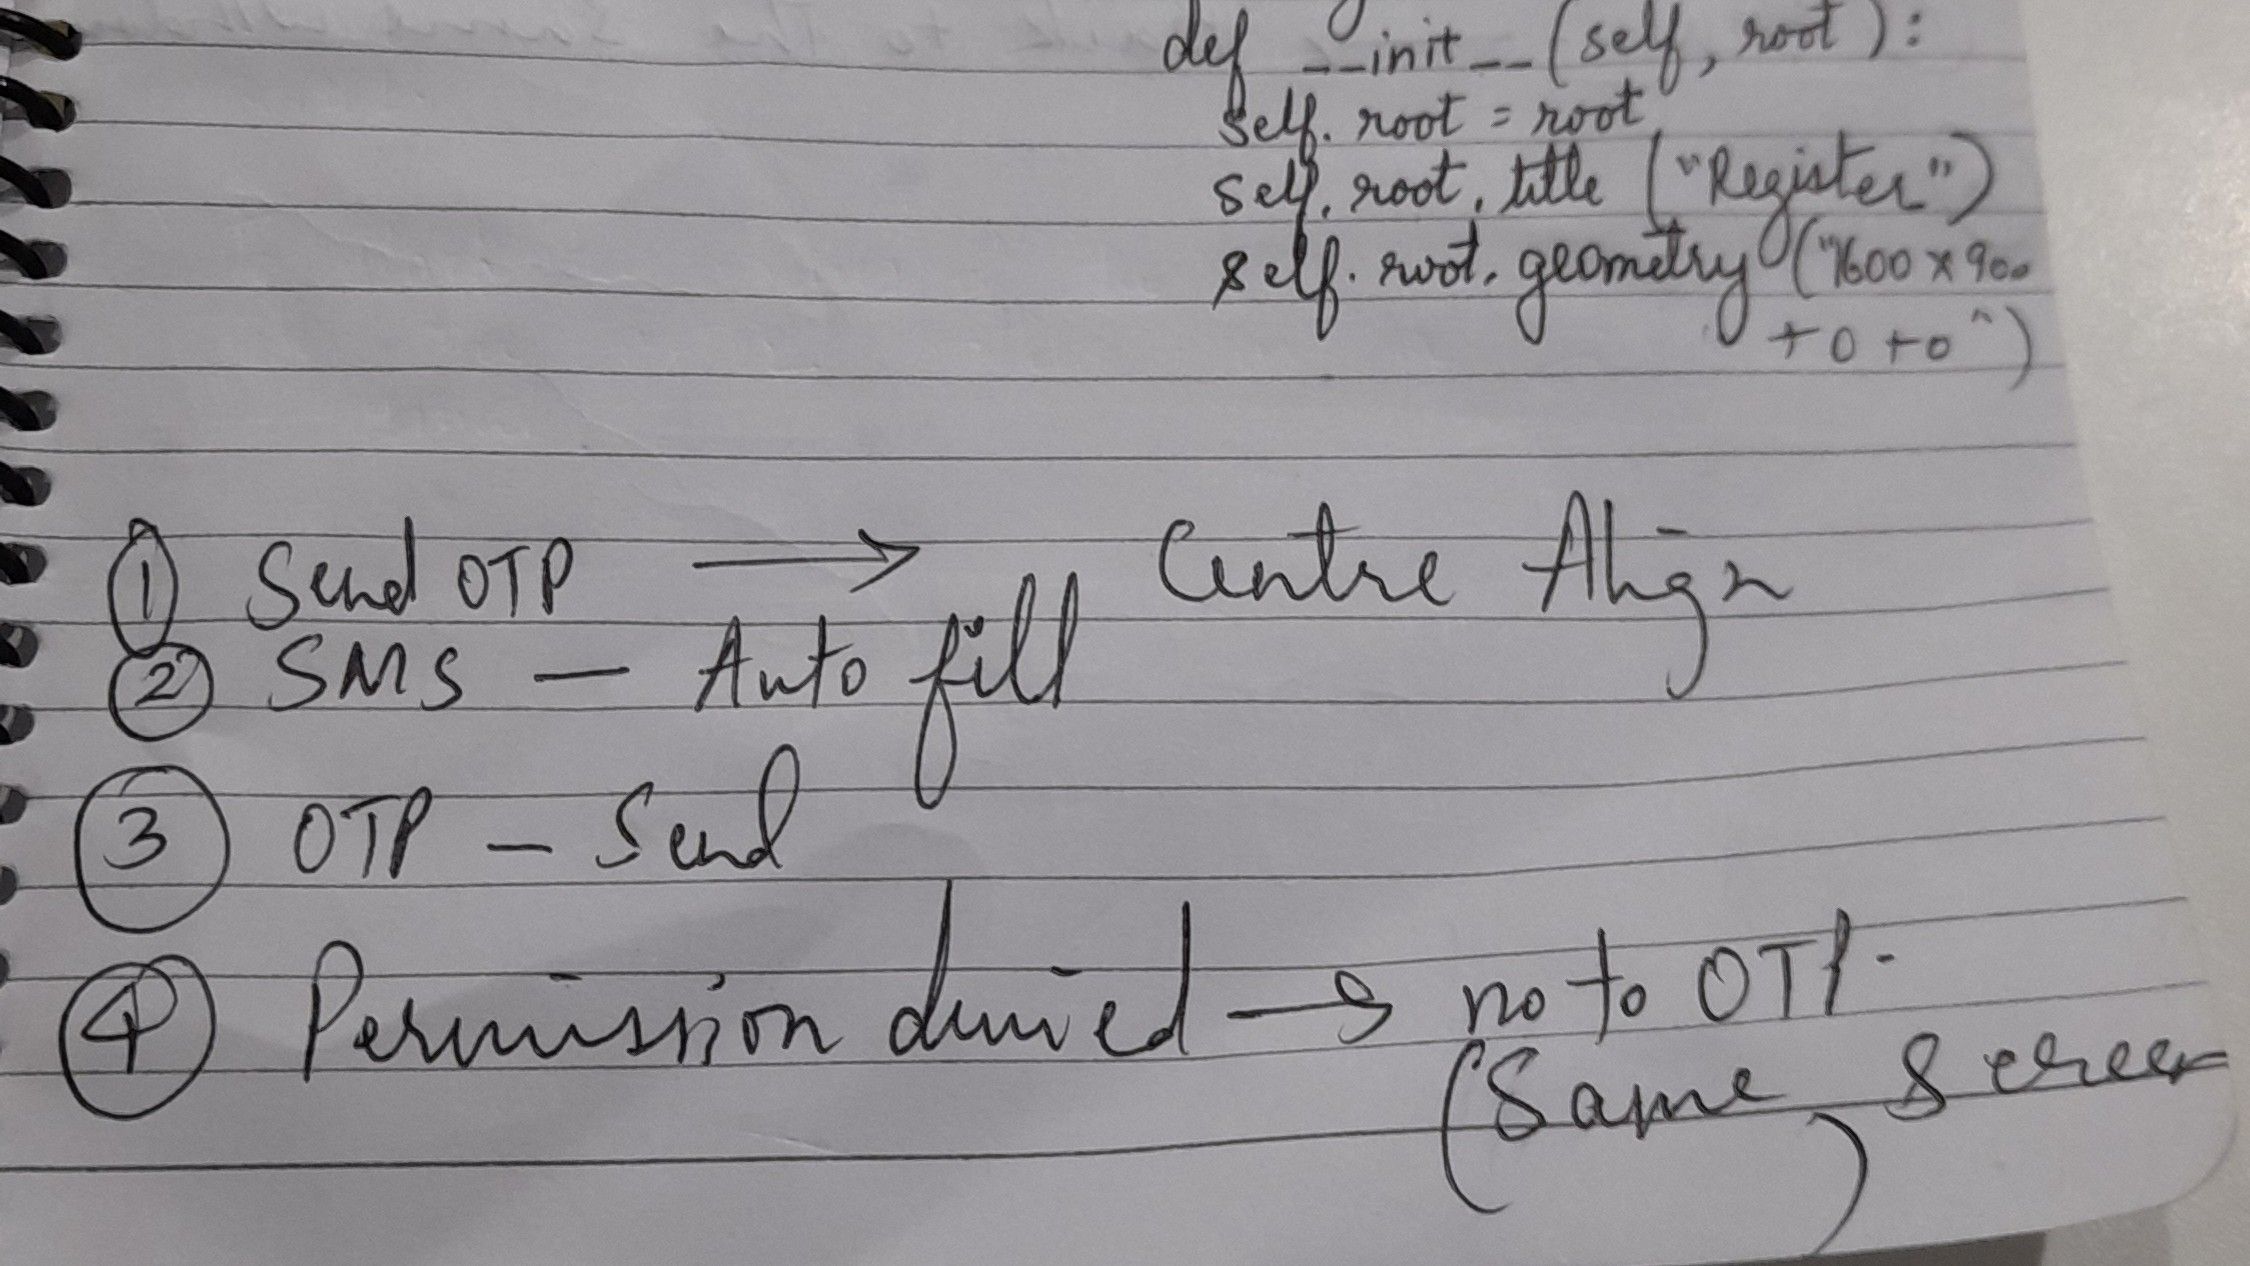 def __init__(self, root):
self.root = root
self.root.title ("Register")
self.root.geometry ("1600x900
+0+0")
① Send OTP → Centre Align
② SMS – Auto fill
③ OTP – Send
④ Permission denied → no to OTP.
(Same Screen
)